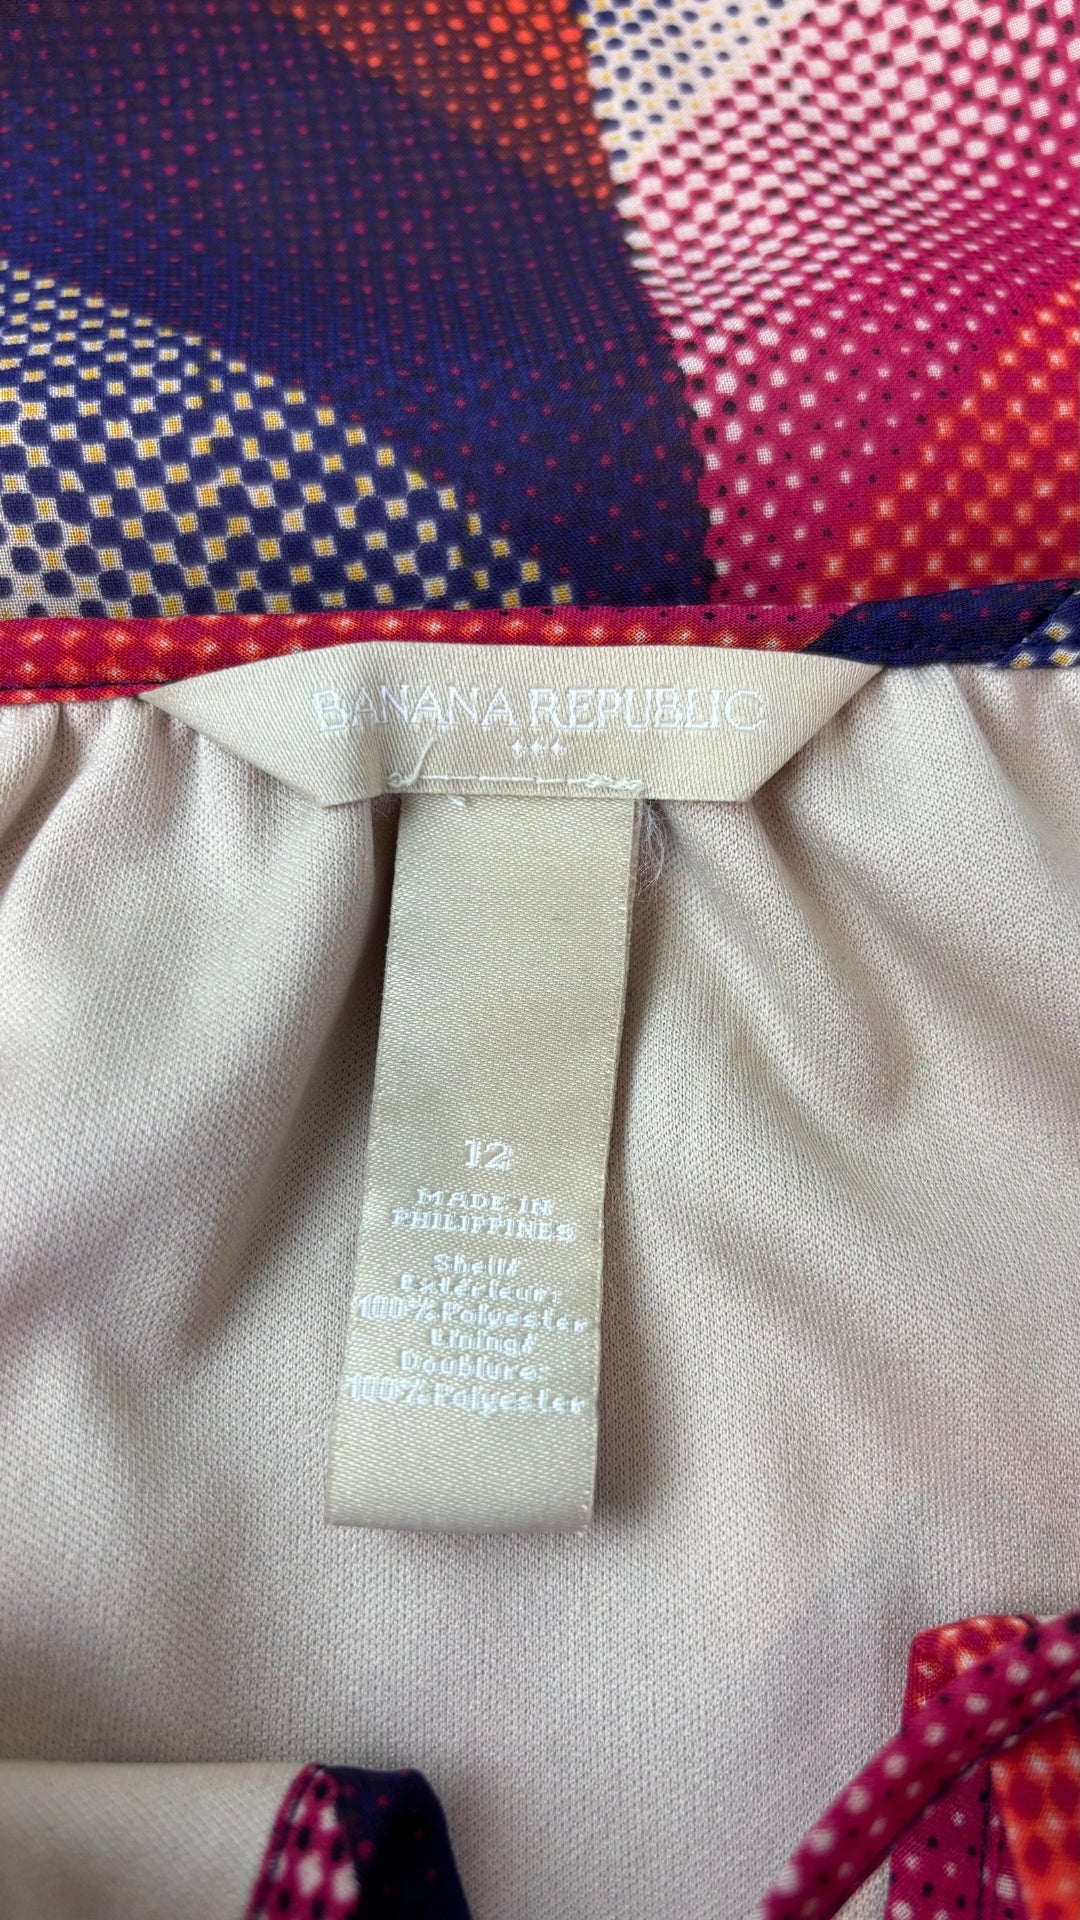 BANANA REPUBLIC
12
MADE IN
PHILIPPINES
Shell/
Extérieur:
100% Polyester
Lining/
Doublure:
100% Polyester